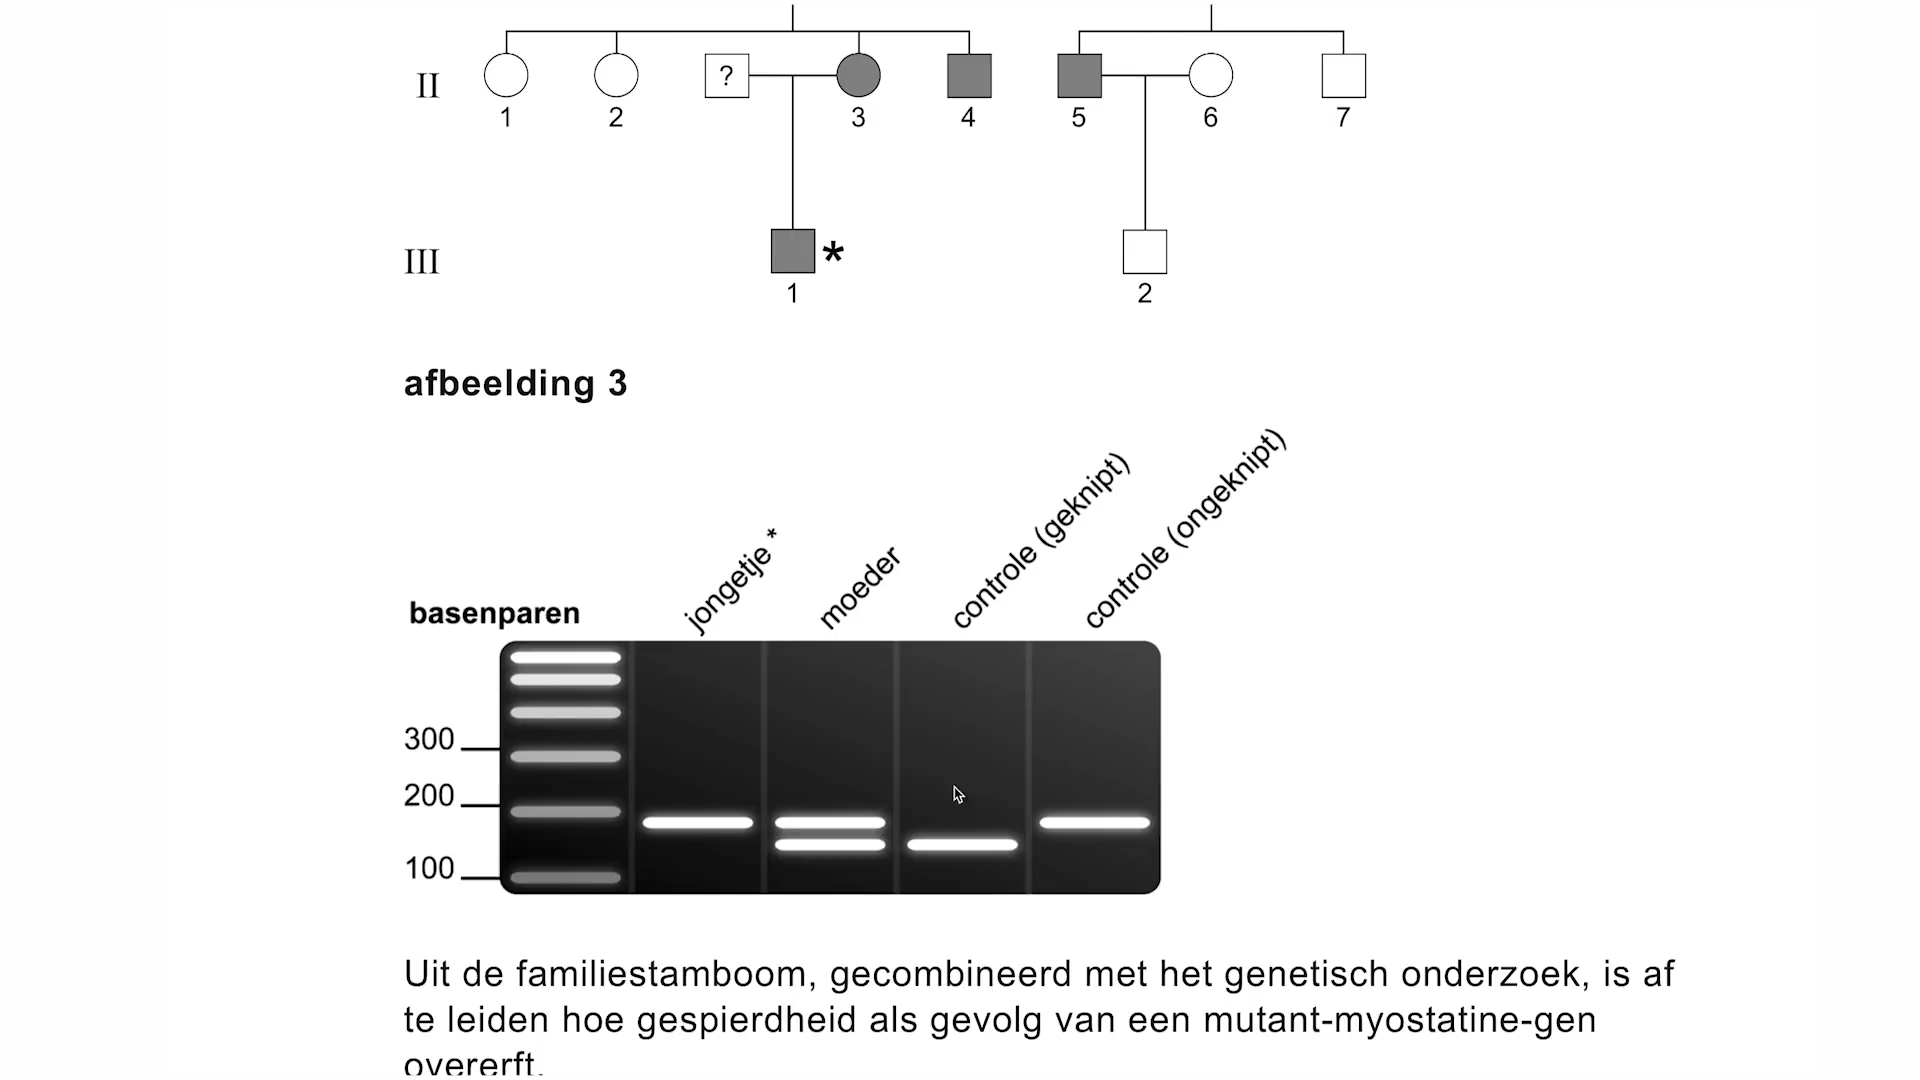 II
?
1
2
3
4
5
6
7
III
*
1
2
afbeelding 3
jongetje *
moeder
controle (geknipt)
controle (ongeknipt)
basenparen
300
200
100
Uit de familiestamboom, gecombineerd met het genetisch onderzoek, is af
te leiden hoe gespierdheid als gevolg van een mutant-myostatine-gen
overerft.